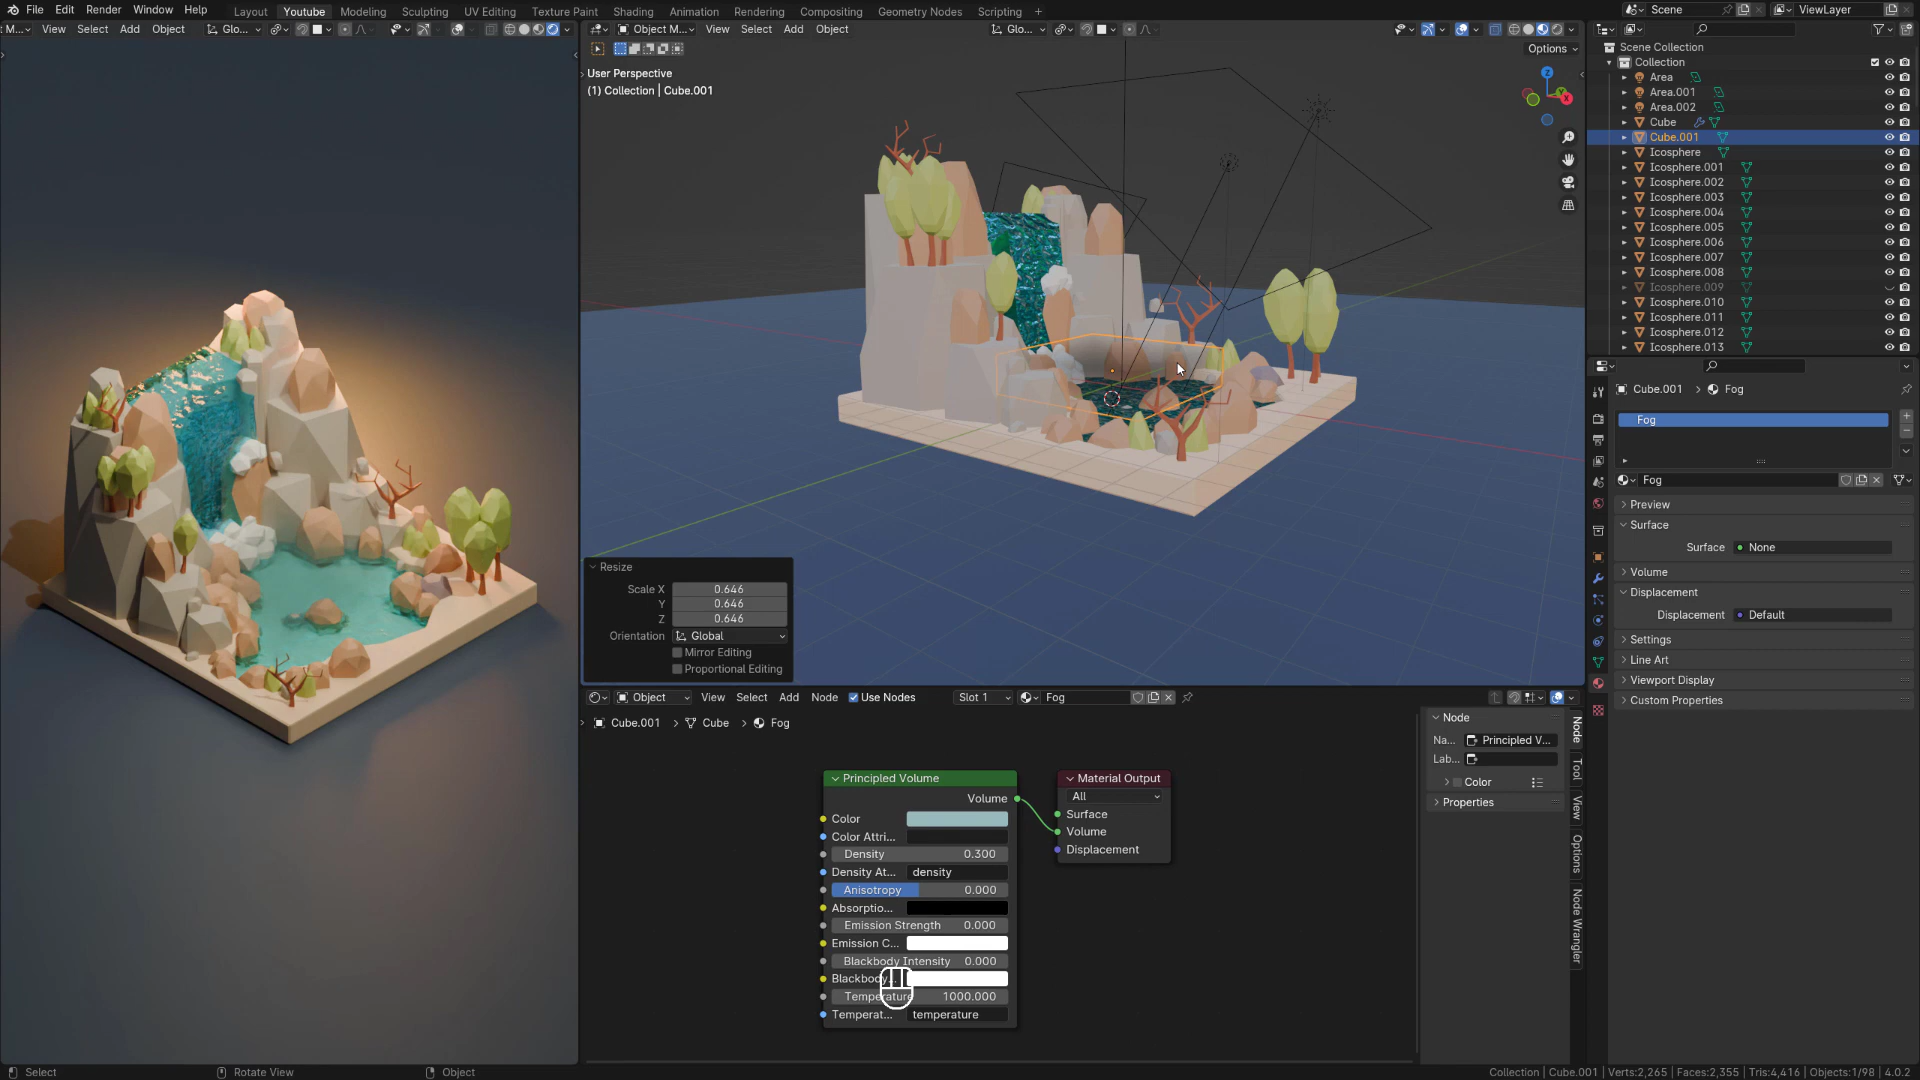 File Edit Render Window Help Layout Youtube Modeling Sculpting UV Editing Texture Paint Shading Animation Rendering Compositing Geometry Nodes Scripting + Scene ViewLayer
M... View Select Add Object Glo...
Object M... View Select Add Object Glo...
Options
User Perspective
(1) Collection | Cube.001
Z
Y
X
Resize
Scale X 0.646
Y 0.646
Z 0.646
Orientation Global
Mirror Editing
Proportional Editing
Scene Collection
Collection
Area
Area.001
Area.002
Cube
Cube.001
Icosphere
Icosphere.001
Icosphere.002
Icosphere.003
Icosphere.004
Icosphere.005
Icosphere.006
Icosphere.007
Icosphere.008
Icosphere.009
Icosphere.010
Icosphere.011
Icosphere.012
Icosphere.013
Cube.001 > Fog
Fog
Fog
Preview
Surface
Surface None
Volume
Displacement
Displacement Default
Settings
Line Art
Viewport Display
Custom Properties
Object View Select Add Node Use Nodes Slot 1 Fog
Cube.001 > Cube > Fog
Principled Volume
Volume
Color
Color Attri...
Density 0.300
Density At... density
Anisotropy 0.000
Absorptio...
Emission Strength 0.000
Emission C...
Blackbody Intensity 0.000
Blackbody
Temperature 1000.000
Temperat... temperature
Material Output
All
Surface
Volume
Displacement
Node
Na... Principled V...
Lab...
Color
Properties
Node
Tool
View
Options
Node Wrangler
Select Rotate View Object Collection | Cube.001 | Verts:2,265 | Faces:2,355 | Tris:4,416 | Objects:1/98 | 4.0.2